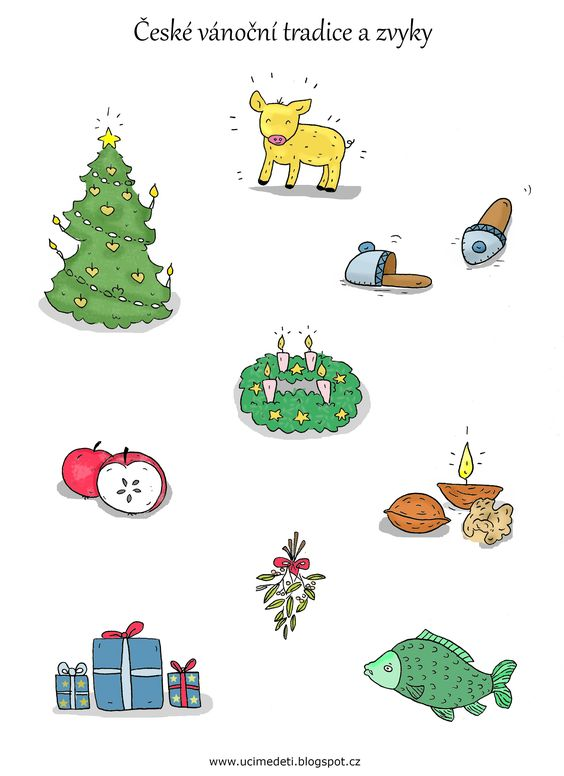 České vánoční tradice a zvyky
www.ucimedeti.blogspot.cz